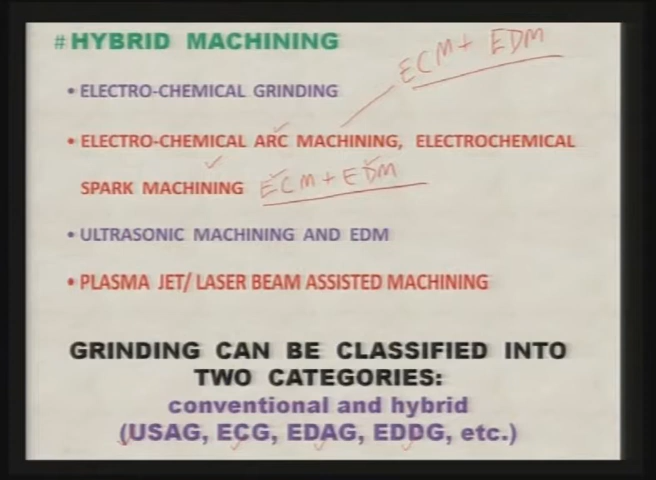 # HYBRID MACHINING
ECM + EDM
• ELECTRO-CHEMICAL GRINDING
• ELECTRO-CHEMICAL ARC MACHINING, ELECTROCHEMICAL
SPARK MACHINING ECM + EDM
• ULTRASONIC MACHINING AND EDM
• PLASMA JET/ LASER BEAM ASSISTED MACHINING
GRINDING CAN BE CLASSIFIED INTO
TWO CATEGORIES:
conventional and hybrid
(USAG, ECG, EDAG, EDDG, etc.)